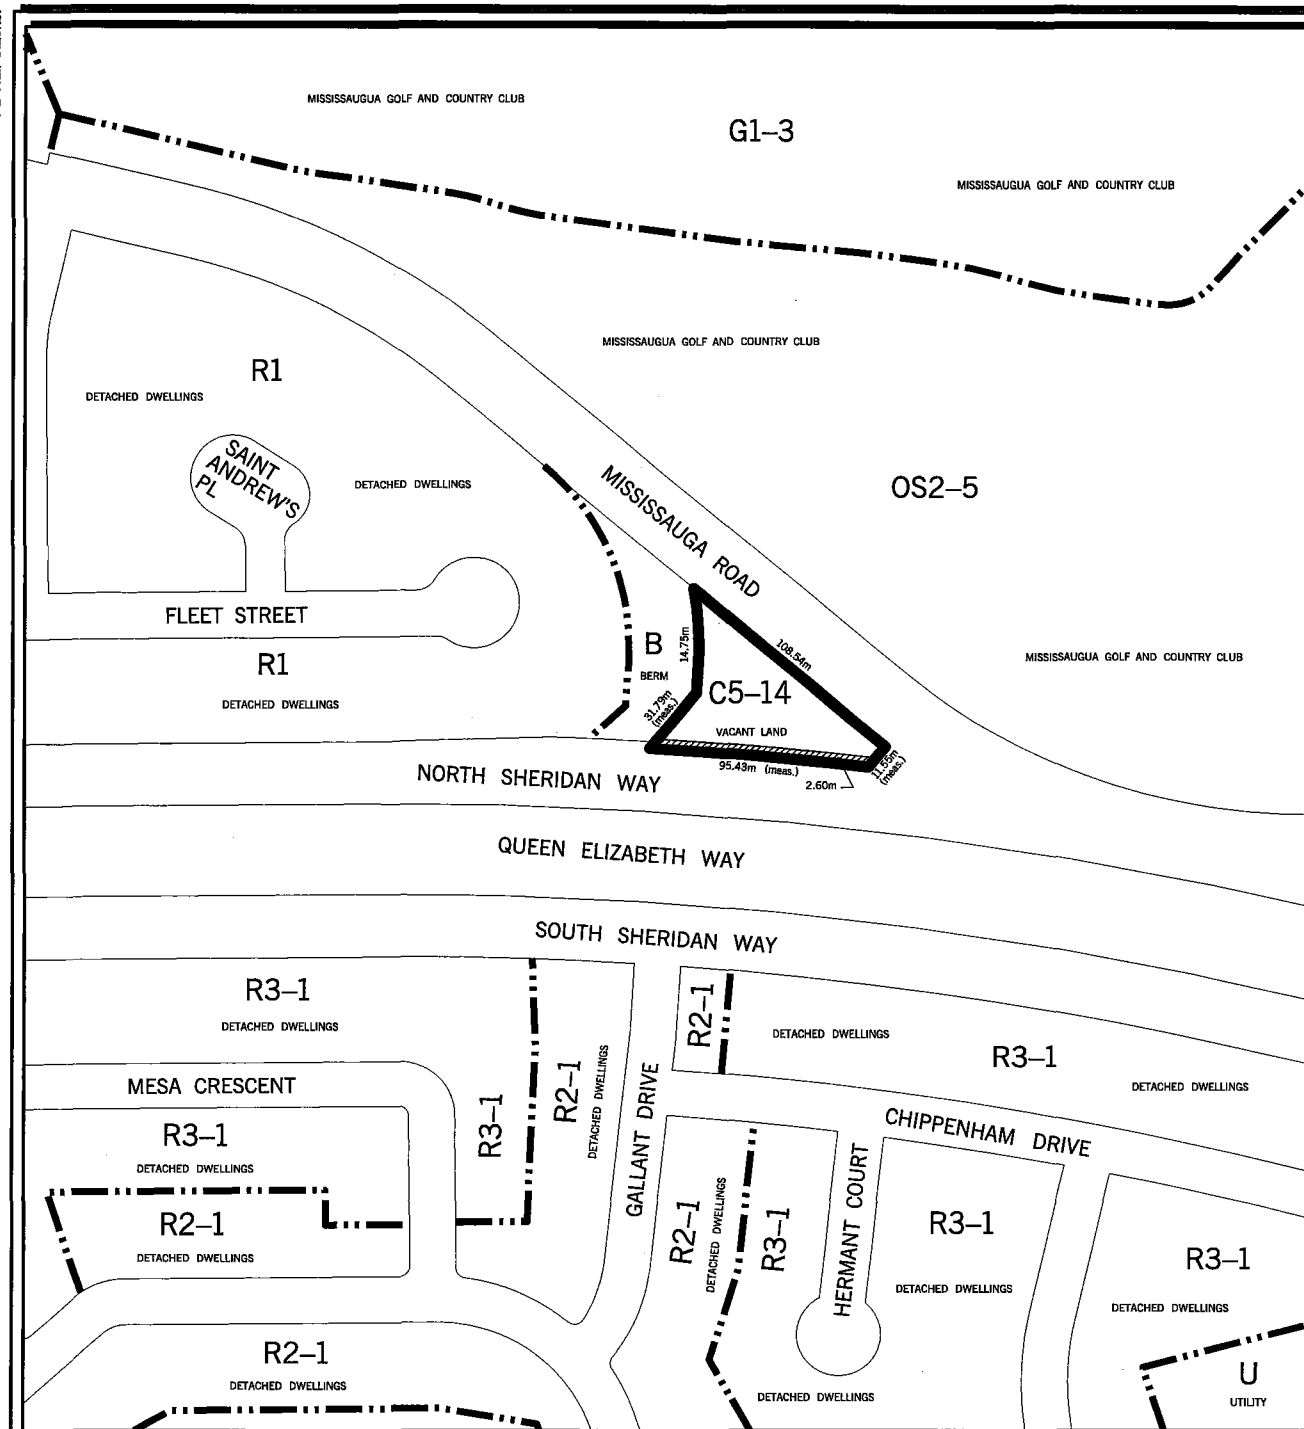 MISSISSAUGUA GOLF AND COUNTRY CLUB
G1-3
MISSISSAUGUA GOLF AND COUNTRY CLUB
MISSISSAUGUA GOLF AND COUNTRY CLUB
R1
DETACHED DWELLINGS
SAINT
ANDREW'S
PL
DETACHED DWELLINGS
OS2-5
MISSISSAUGA ROAD
FLEET STREET
B
BERM
14.75m
108.54m
MISSISSAUGUA GOLF AND COUNTRY CLUB
R1
DETACHED DWELLINGS
C5-14
VACANT LAND
31.79m
(meas.)
95.43m (meas.)
11.55m
(meas.)
2.60m
NORTH SHERIDAN WAY
QUEEN ELIZABETH WAY
SOUTH SHERIDAN WAY
R3-1
DETACHED DWELLINGS
R2-1
DETACHED DWELLINGS
R3-1
DETACHED DWELLINGS
MESA CRESCENT
R3-1
R2-1
DETACHED DWELLINGS
GALLANT DRIVE
CHIPPENHAM DRIVE
R3-1
DETACHED DWELLINGS
R2-1
DETACHED DWELLINGS
R2-1
DETACHED DWELLINGS
R3-1
HERMANT COURT
R3-1
DETACHED DWELLINGS
R3-1
DETACHED DWELLINGS
R2-1
DETACHED DWELLINGS
DETACHED DWELLINGS
U
UTILITY